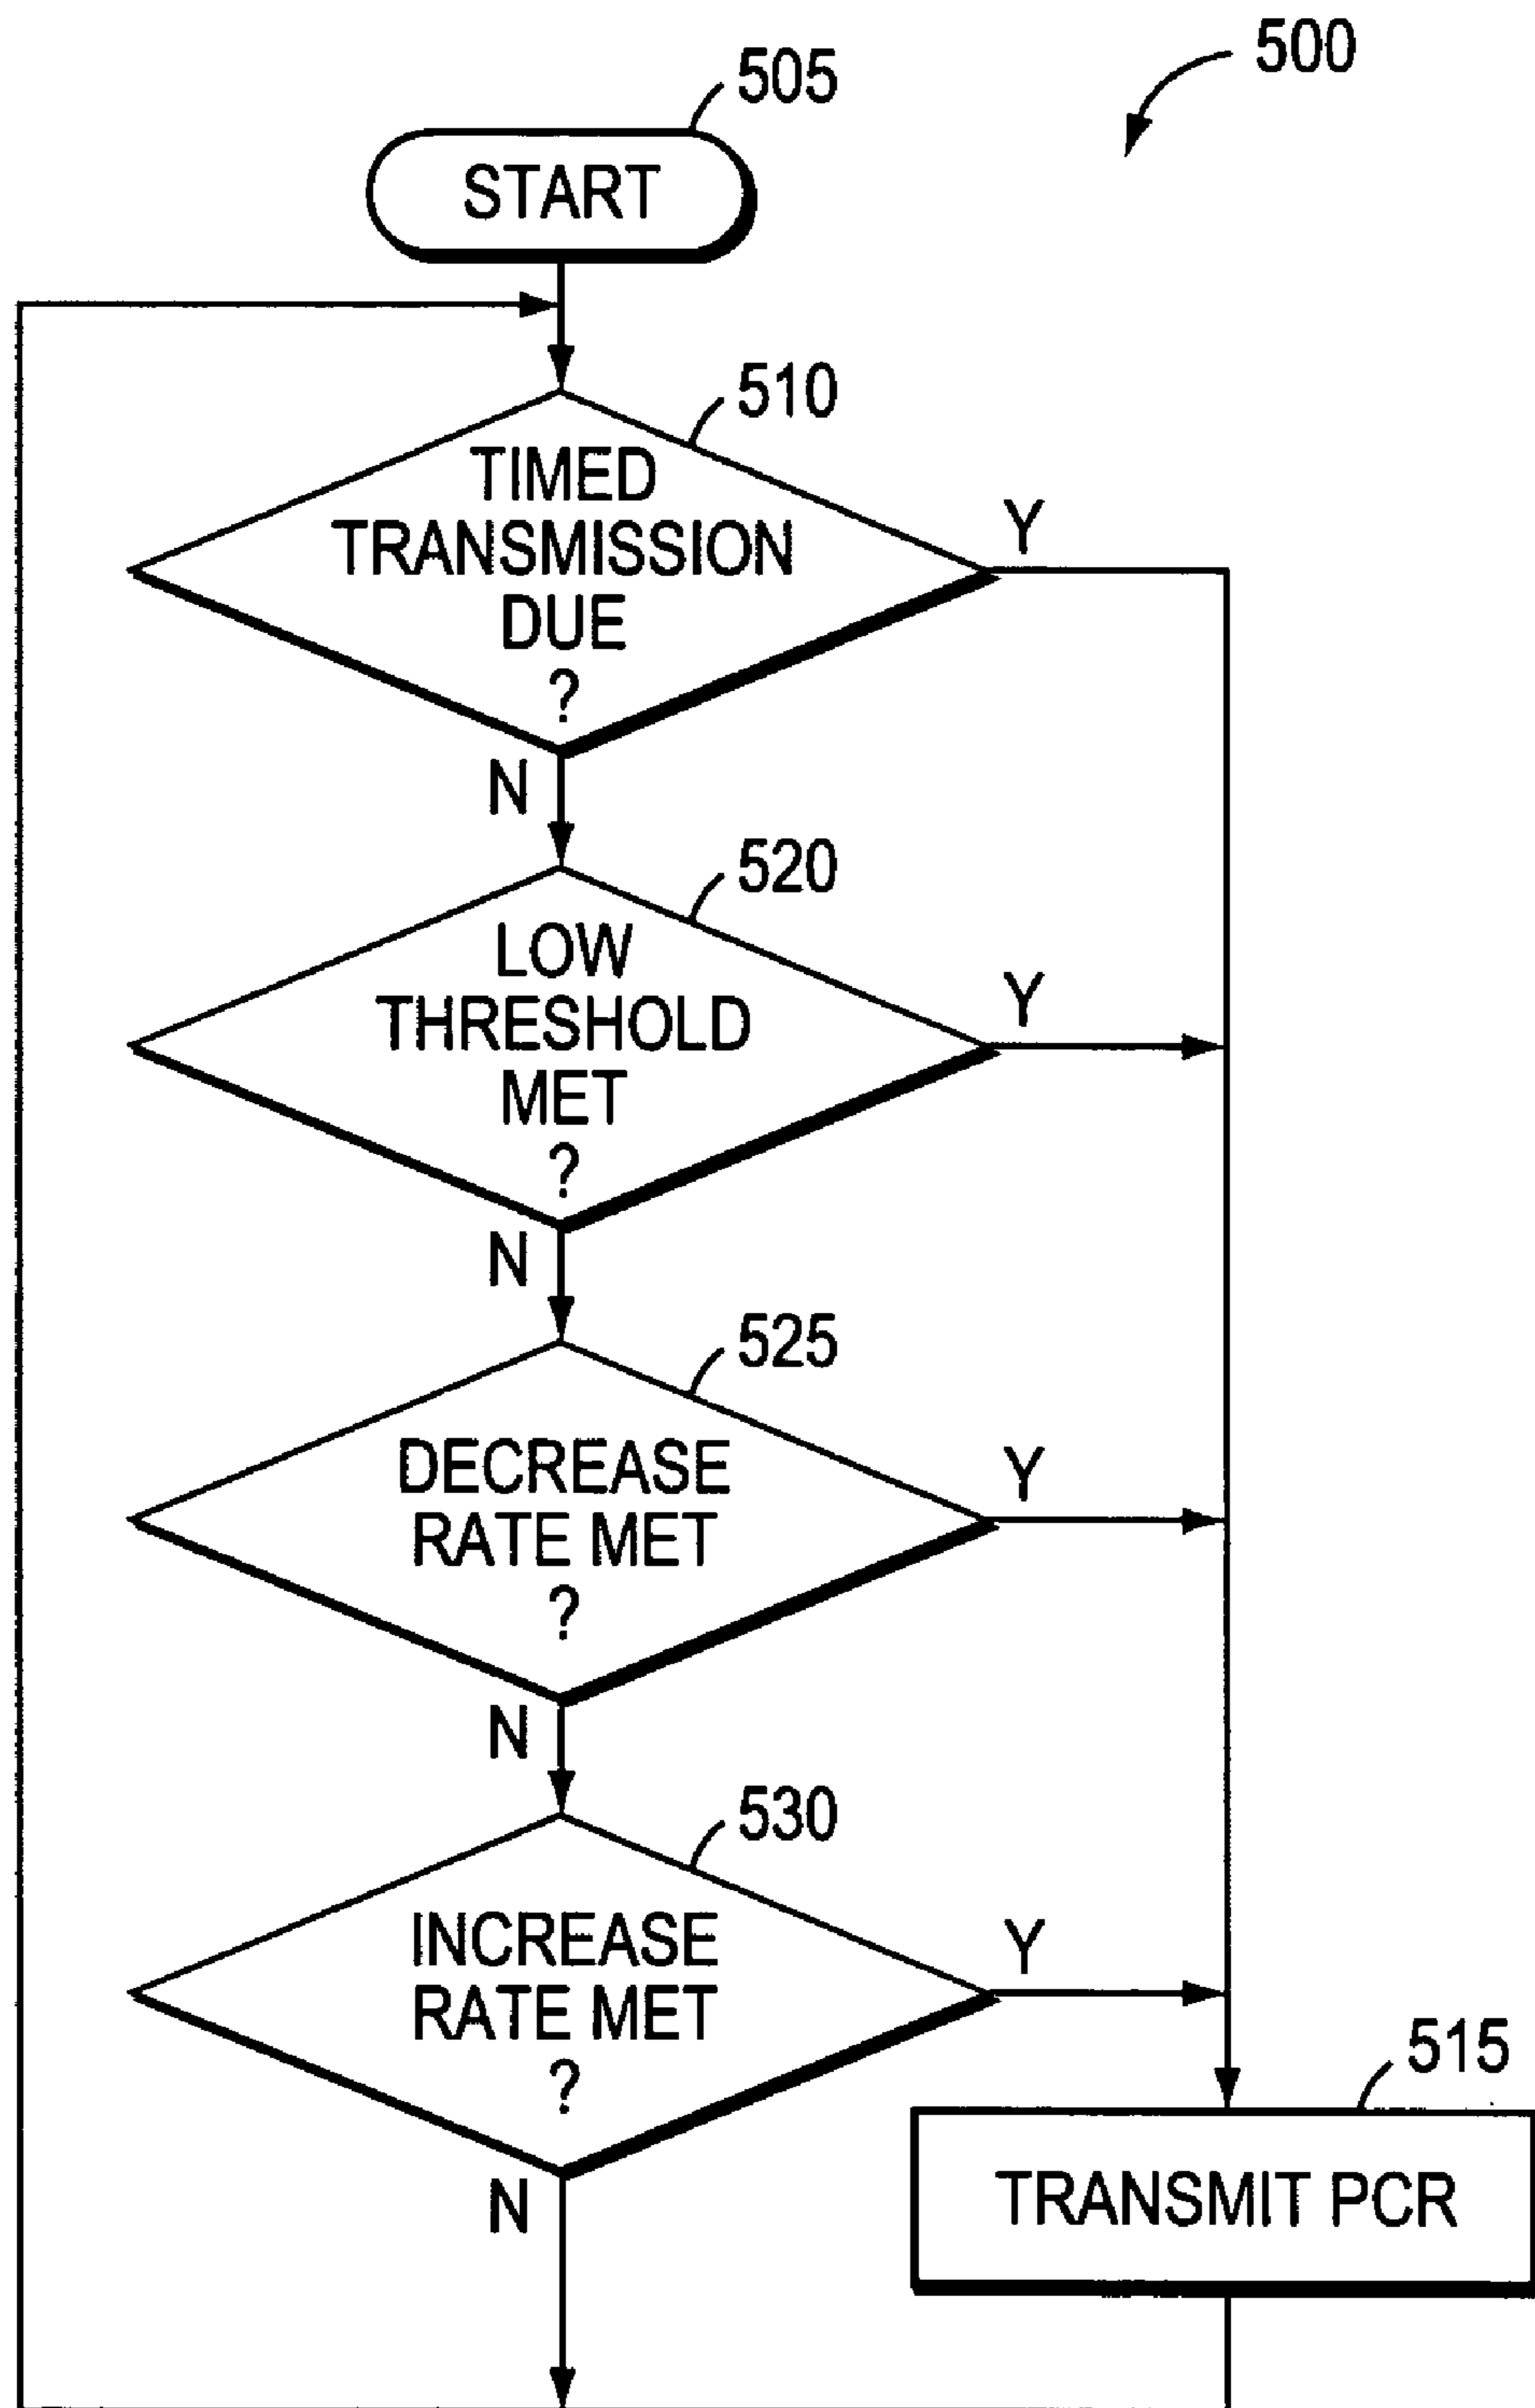 500
505
START
510
TIMED
TRANSMISSION
DUE
?
Y
N
520
LOW
THRESHOLD
MET
?
Y
N
525
DECREASE
RATE MET
?
Y
N
530
INCREASE
RATE MET
?
Y
N
515
TRANSMIT PCR